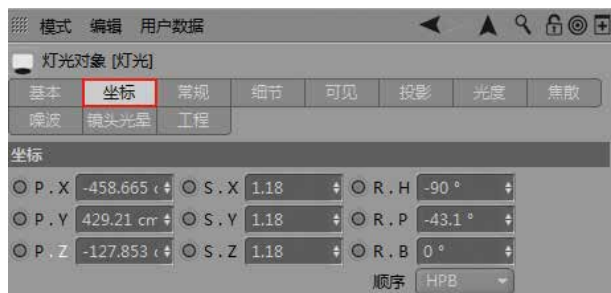 模式 编辑 用户数据
灯光对象 [灯光]
基本 坐标 常规 细节 可见 投影 光度 焦散
噪波 镜头光晕 工程
坐标
P . X -458.665 c S . X 1.18 R . H -90 °
P . Y 429.21 cm S . Y 1.18 R . P -43.1 °
P . Z -127.853 c S . Z 1.18 R . B 0 °
顺序 HPB